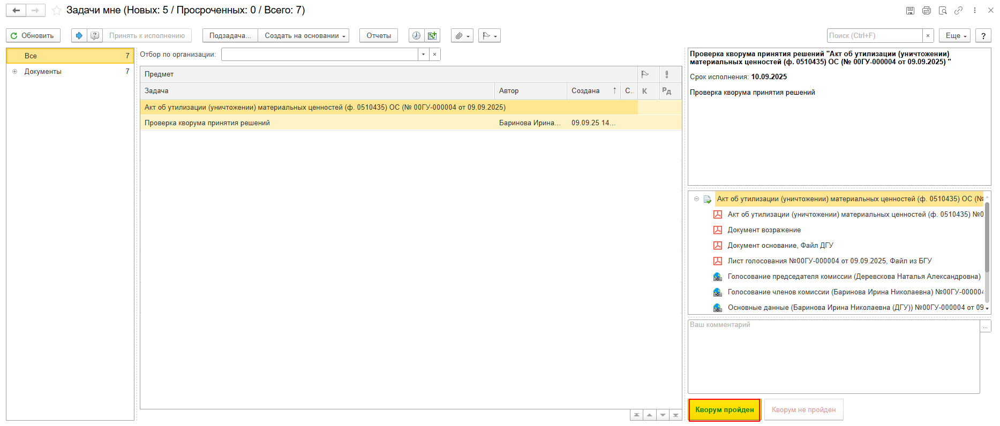 Задачи мне (Новых: 5 / Просроченных: 0 / Всего: 7)
Обновить
Принять к исполнению
Подзадача...
Создать на основании
Отчеты
Поиск (Ctrl+F)
×
Еще
?
Все 7
Документы 7
Отбор по организации:
×
Предмет
Задача Автор Создана ↑ С.. К Рд
Акт об утилизации (уничтожении) материальных ценностей (ф. 0510435) ОС (№ 00ГУ-000004 от 09.09.2025)
Проверка кворума принятия решений Баринова Ирина... 09.09.25 14...
Проверка кворума принятия решений "Акт об утилизации (уничтожении)
материальных ценностей (ф. 0510435) ОС (№ 00ГУ-000004 от 09.09.2025) "
Срок исполнения: 10.09.2025
Проверка кворума принятия решений
Акт об утилизации (уничтожении) материальных ценностей (ф. 0510435) ОС (№
Акт об утилизации (уничтожении) материальных ценностей (ф. 0510435) №0
Документ возражение
Документ основание, Файл ДГУ
Лист голосования №00ГУ-000004 от 09.09.2025, Файл из БГУ
Голосование председателя комиссии (Деревскова Наталья Александровна)
Голосование членов комиссии (Баринова Ирина Николаевна) №00ГУ-000004
Основные данные (Баринова Ирина Николаевна (ДГУ)) №00ГУ-000004 от 09
Ваш комментарий
...
Кворум пройден
Кворум не пройден